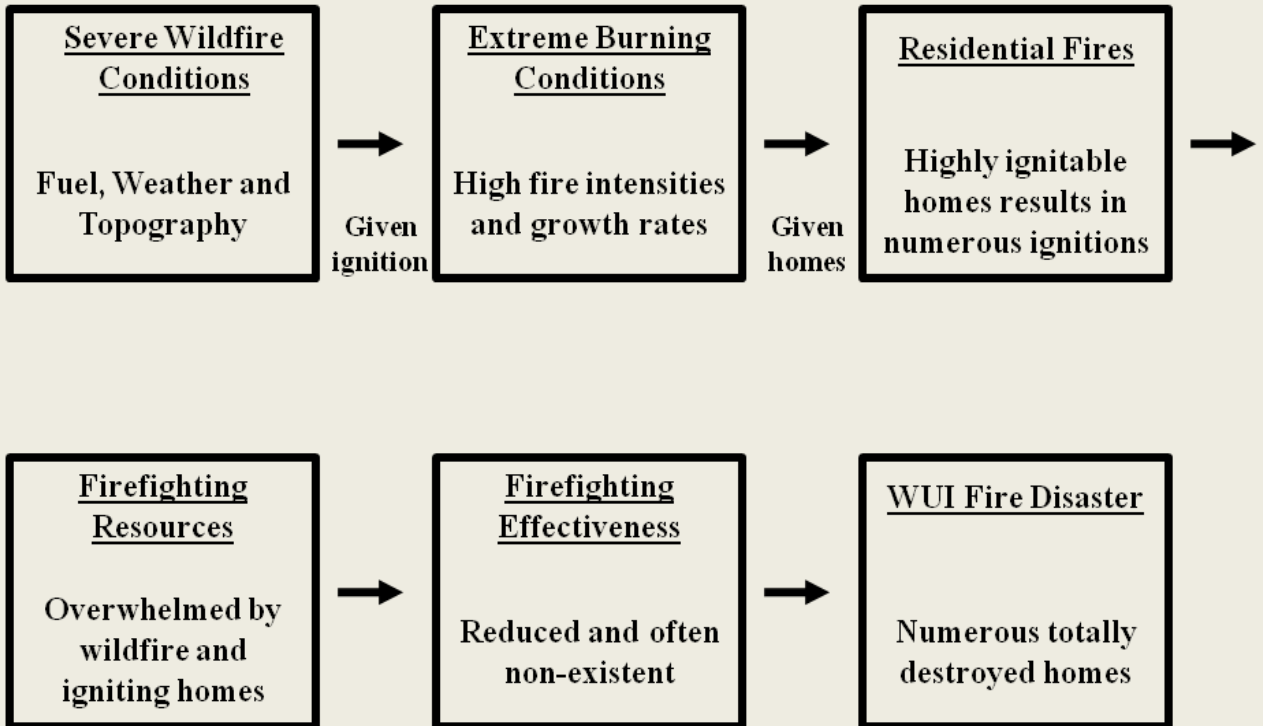 Severe Wildfire
Conditions
Fuel, Weather and
Topography
Given
ignition
Extreme Burning
Conditions
High fire intensities
and growth rates
Given
homes
Residential Fires
Highly ignitable
homes results in
numerous ignitions
Firefighting
Resources
Overwhelmed by
wildfire and
igniting homes
Firefighting
Effectiveness
Reduced and often
non-existent
WUI Fire Disaster
Numerous totally
destroyed homes